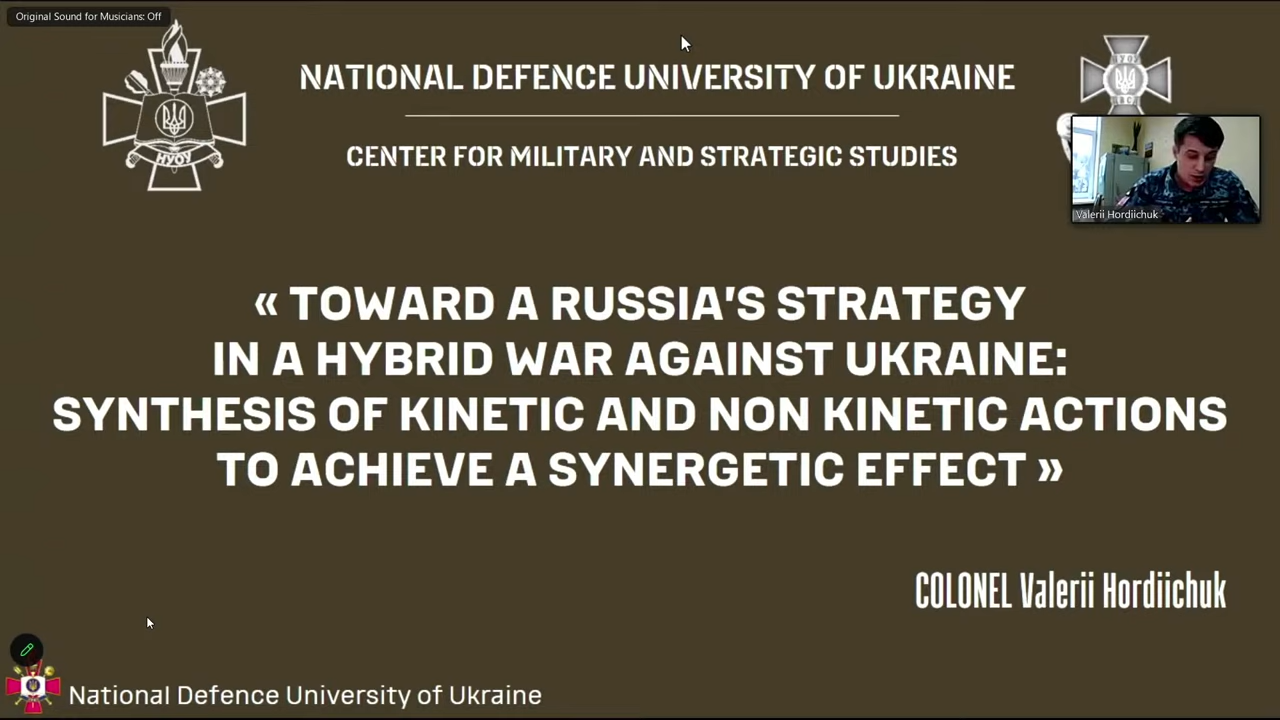 Original Sound for Musicians: Off
NATIONAL DEFENCE UNIVERSITY OF UKRAINE
CENTER FOR MILITARY AND STRATEGIC STUDIES
НУОУ
Valerii Hordiichuk
« TOWARD A RUSSIA'S STRATEGY
IN A HYBRID WAR AGAINST UKRAINE:
SYNTHESIS OF KINETIC AND NON KINETIC ACTIONS
TO ACHIEVE A SYNERGETIC EFFECT »
COLONEL Valerii Hordiichuk
National Defence University of Ukraine